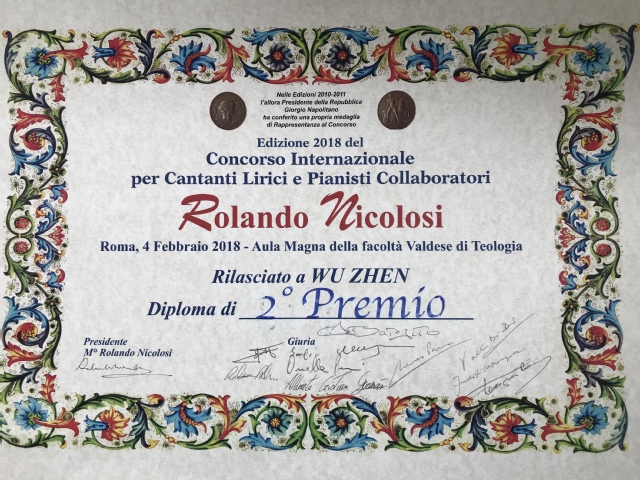 Nelle Edizioni 2010-2011
l'allora Presidente della Repubblica
Giorgio Napolitano
ha conferito una propria medaglia
di Rappresentanza al Concorso
Edizione 2018 del
Concorso Internazionale
per Cantanti Lirici e Pianisti Collaboratori
Rolando Nicolosi
Roma, 4 Febbraio 2018 - Aula Magna della facoltà Valdese di Teologia
Rilasciato a WU ZHEN
Diploma di 2° Premio
Presidente
M° Rolando Nicolosi
Giuria